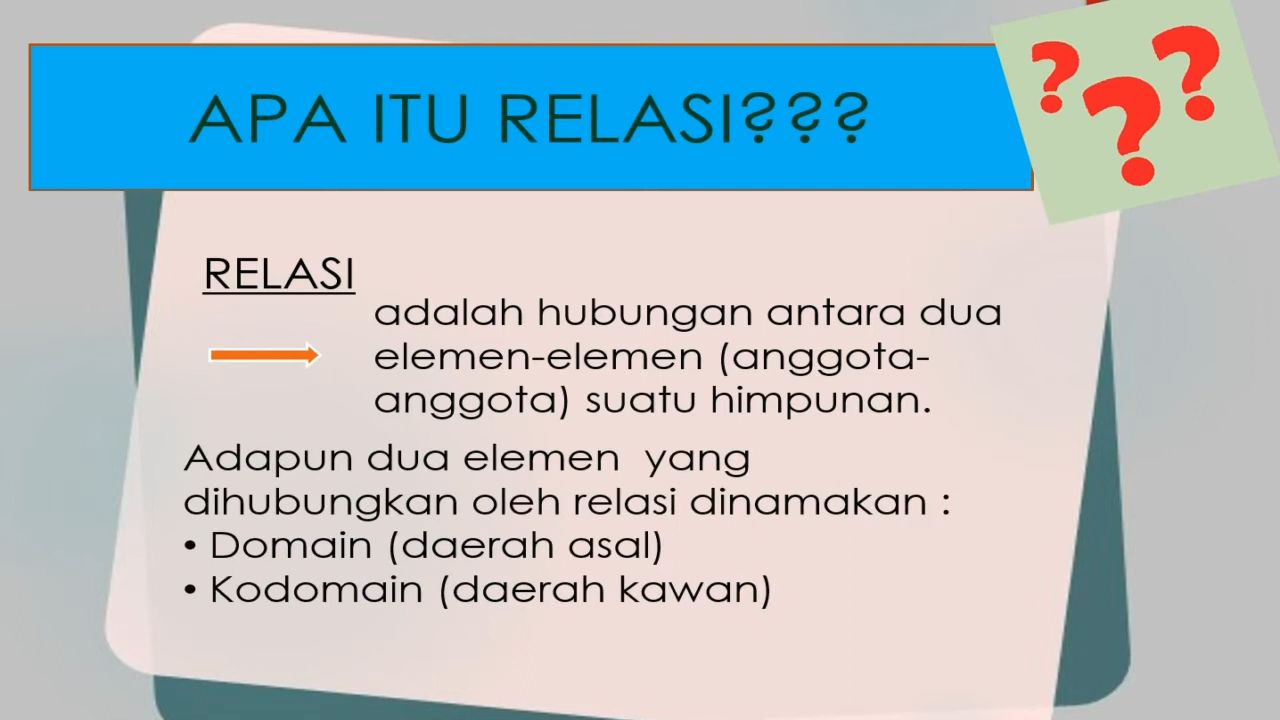 APA ITU RELASI???
? ? ?
RELASI
adalah hubungan antara dua
elemen-elemen (anggota-
anggota) suatu himpunan.
Adapun dua elemen yang
dihubungkan oleh relasi dinamakan :
• Domain (daerah asal)
• Kodomain (daerah kawan)